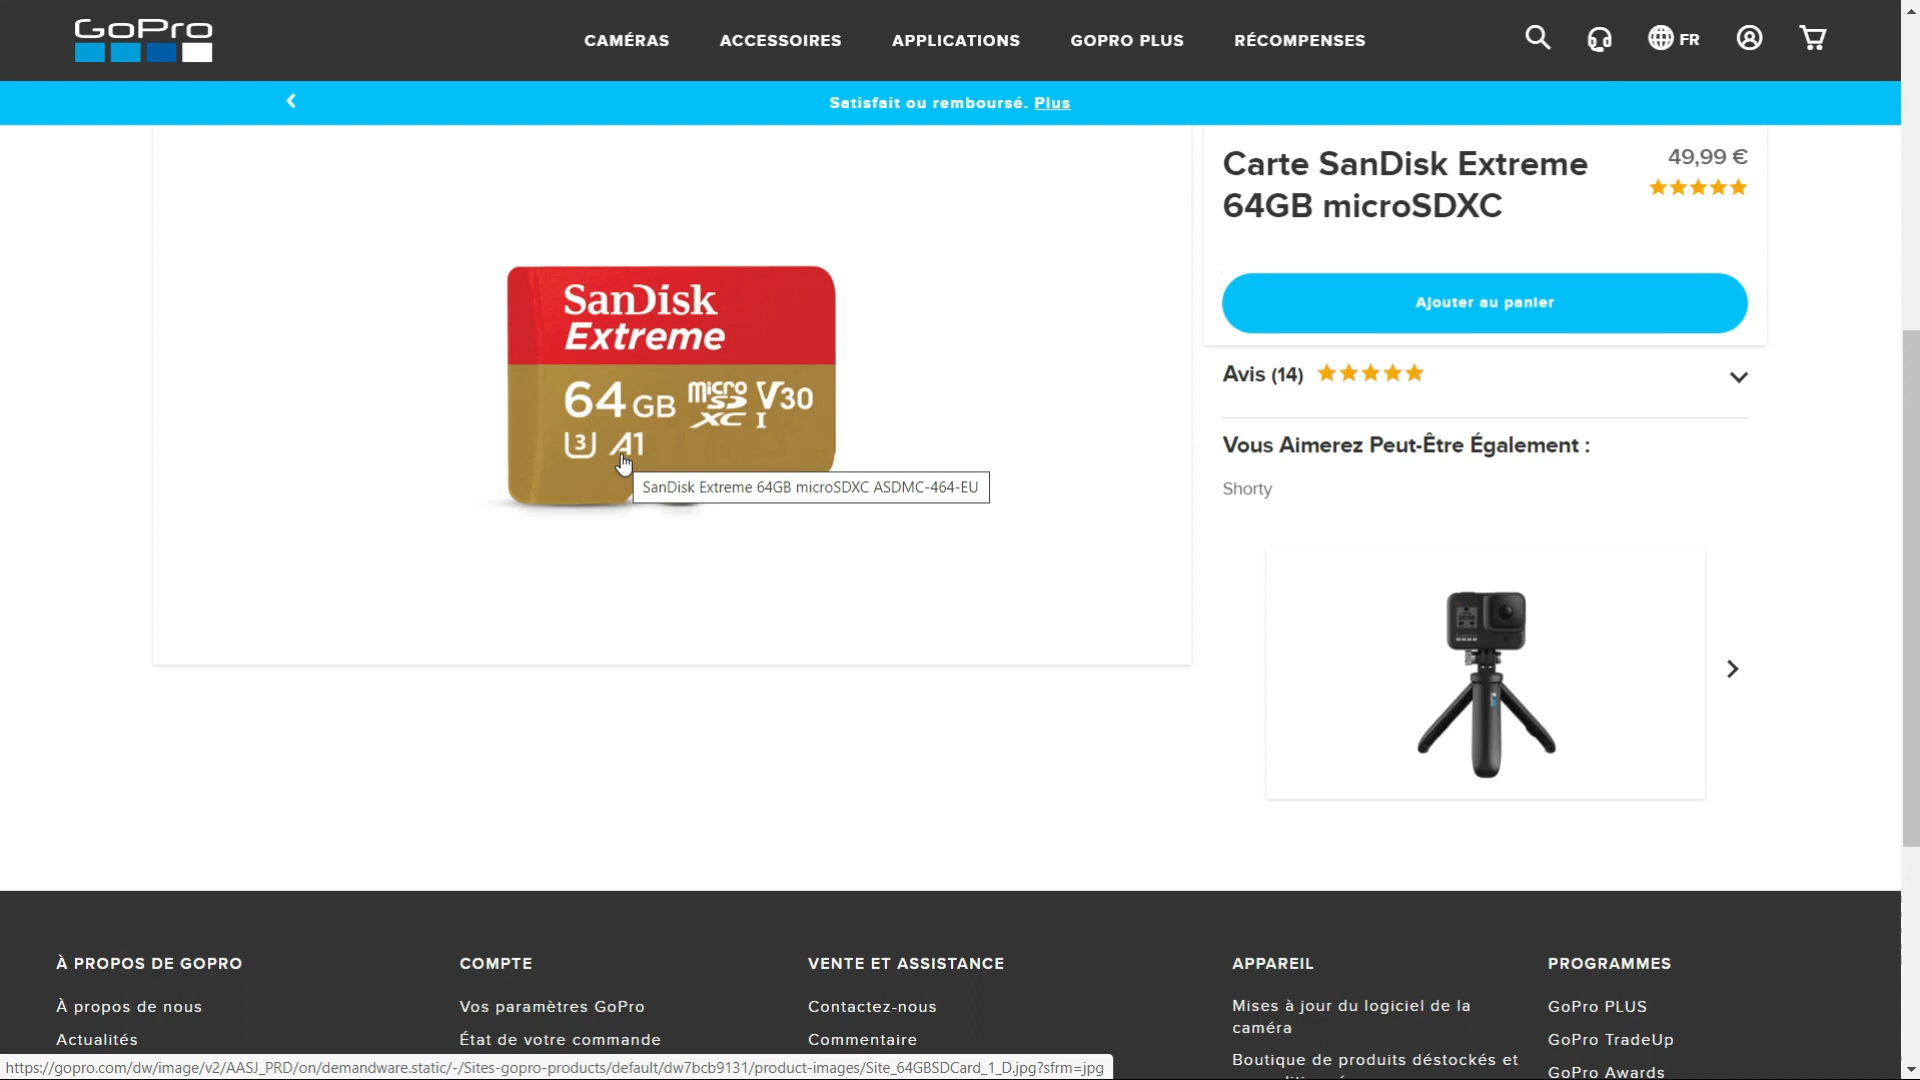 GoPro
CAMÉRAS ACCESSOIRES APPLICATIONS GOPRO PLUS RÉCOMPENSES FR
Satisfait ou remboursé. Plus
Carte SanDisk Extreme
64GB microSDXC
49,99 €
SanDisk
Extreme
64 GB micro SD XC I V30
3 A1
SanDisk Extreme 64GB microSDXC ASDMC-464-EU
Ajouter au panier
Avis (14)
Vous Aimerez Peut-Être Également :
Shorty
À PROPOS DE GOPRO
À propos de nous
Actualités
COMPTE
Vos paramètres GoPro
État de votre commande
VENTE ET ASSISTANCE
Contactez-nous
Commentaire
APPAREIL
Mises à jour du logiciel de la
caméra
Boutique de produits déstockés et
PROGRAMMES
GoPro PLUS
GoPro TradeUp
GoPro Awards
https://gopro.com/dw/image/v2/AASJ_PRD/on/demandware.static/-/Sites-gopro-products/default/dw7bcb9131/product-images/Site_64GBSDCard_1_D.jpg?sfrm=jpg